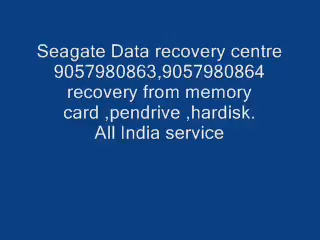 Seagate Data recovery centre
9057980863,9057980864
recovery from memory
card ,pendrive ,hardisk.
All India service